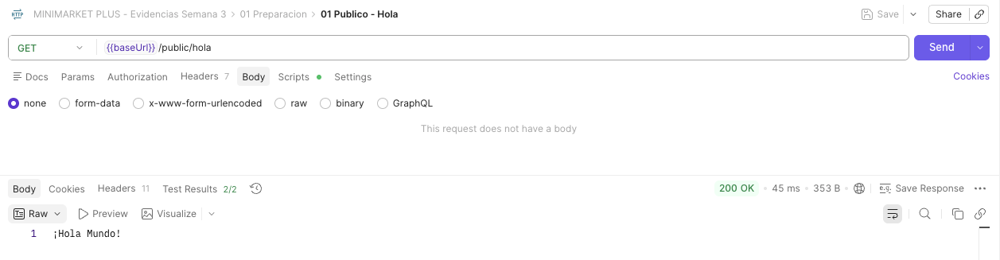 HTTP MINIMARKET PLUS - Evidencias Semana 3 > 01 Preparacion > 01 Publico - Hola Save Share
GET {{baseUrl}}/public/hola Send
Docs Params Authorization Headers 7 Body Scripts Settings Cookies
none form-data x-www-form-urlencoded raw binary GraphQL
This request does not have a body
Body Cookies Headers 11 Test Results 2/2 200 OK • 45 ms • 353 B • e.g. Save Response
Raw Preview Visualize
1 ¡Hola Mundo!